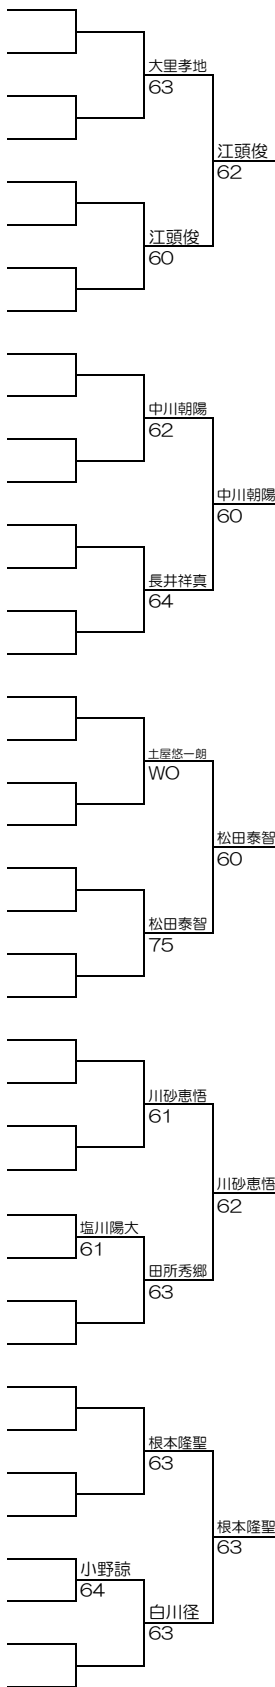 大里孝地
63
江頭俊
62
江頭俊
60
中川朝陽
62
中川朝陽
60
長井祥真
64
土屋悠一朗
WO
松田泰智
60
松田泰智
75
川砂恵悟
61
川砂恵悟
62
塩川陽大
61
田所秀郷
63
根本隆聖
63
根本隆聖
63
小野諒
64
白川径
63